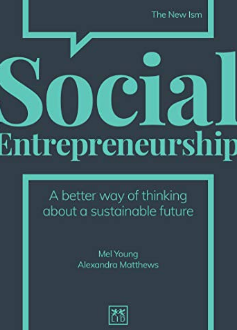 The New Ism
Social
Entrepreneurship
A better way of thinking
about a sustainable future
Mel Young
Alexandra Matthews
LID